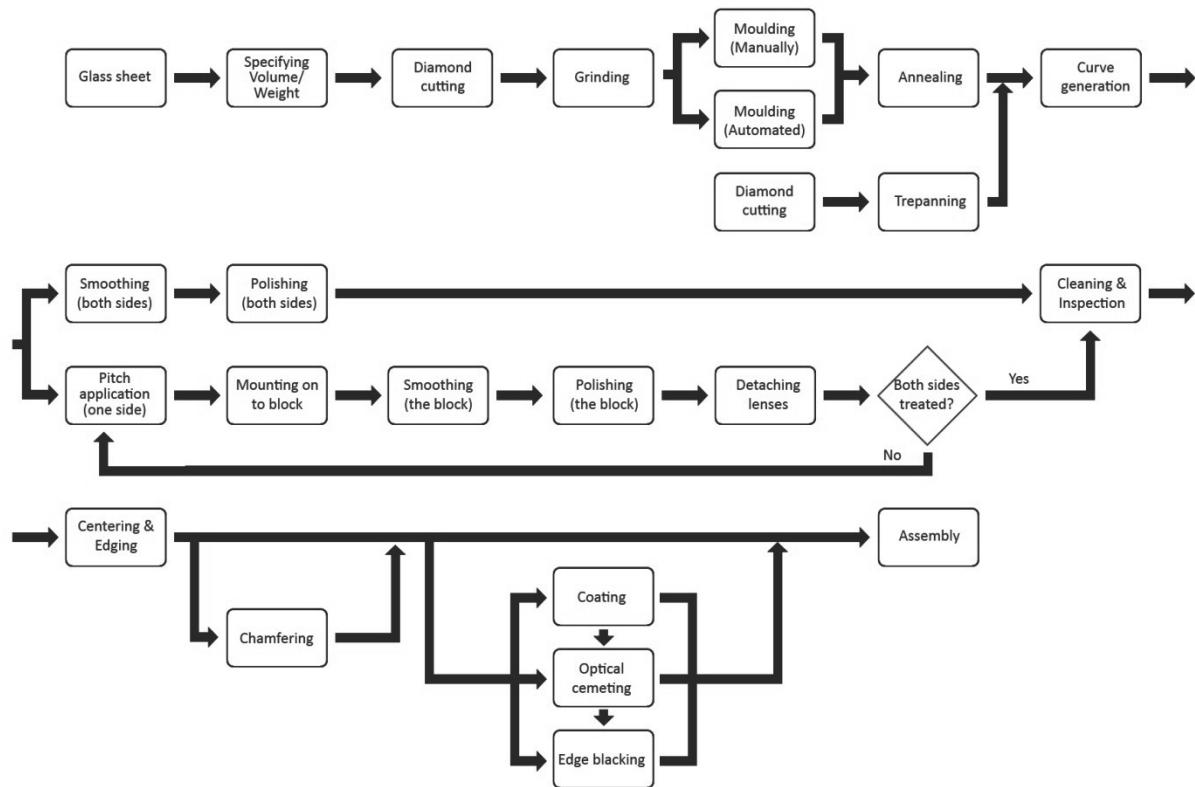 Glass sheet
Specifying
Volume/
Weight
Diamond
cutting
Grinding
Moulding
(Manually)
Moulding
(Automated)
Annealing
Curve
generation
Diamond
cutting
Trepanning
Smoothing
(both sides)
Polishing
(both sides)
Cleaning &
Inspection
Pitch
application
(one side)
Mounting on
to block
Smoothing
(the block)
Polishing
(the block)
Detaching
lenses
Both sides
treated?
Yes
No
Centering &
Edging
Assembly
Chamfering
Coating
Optical
cemeting
Edge blacking